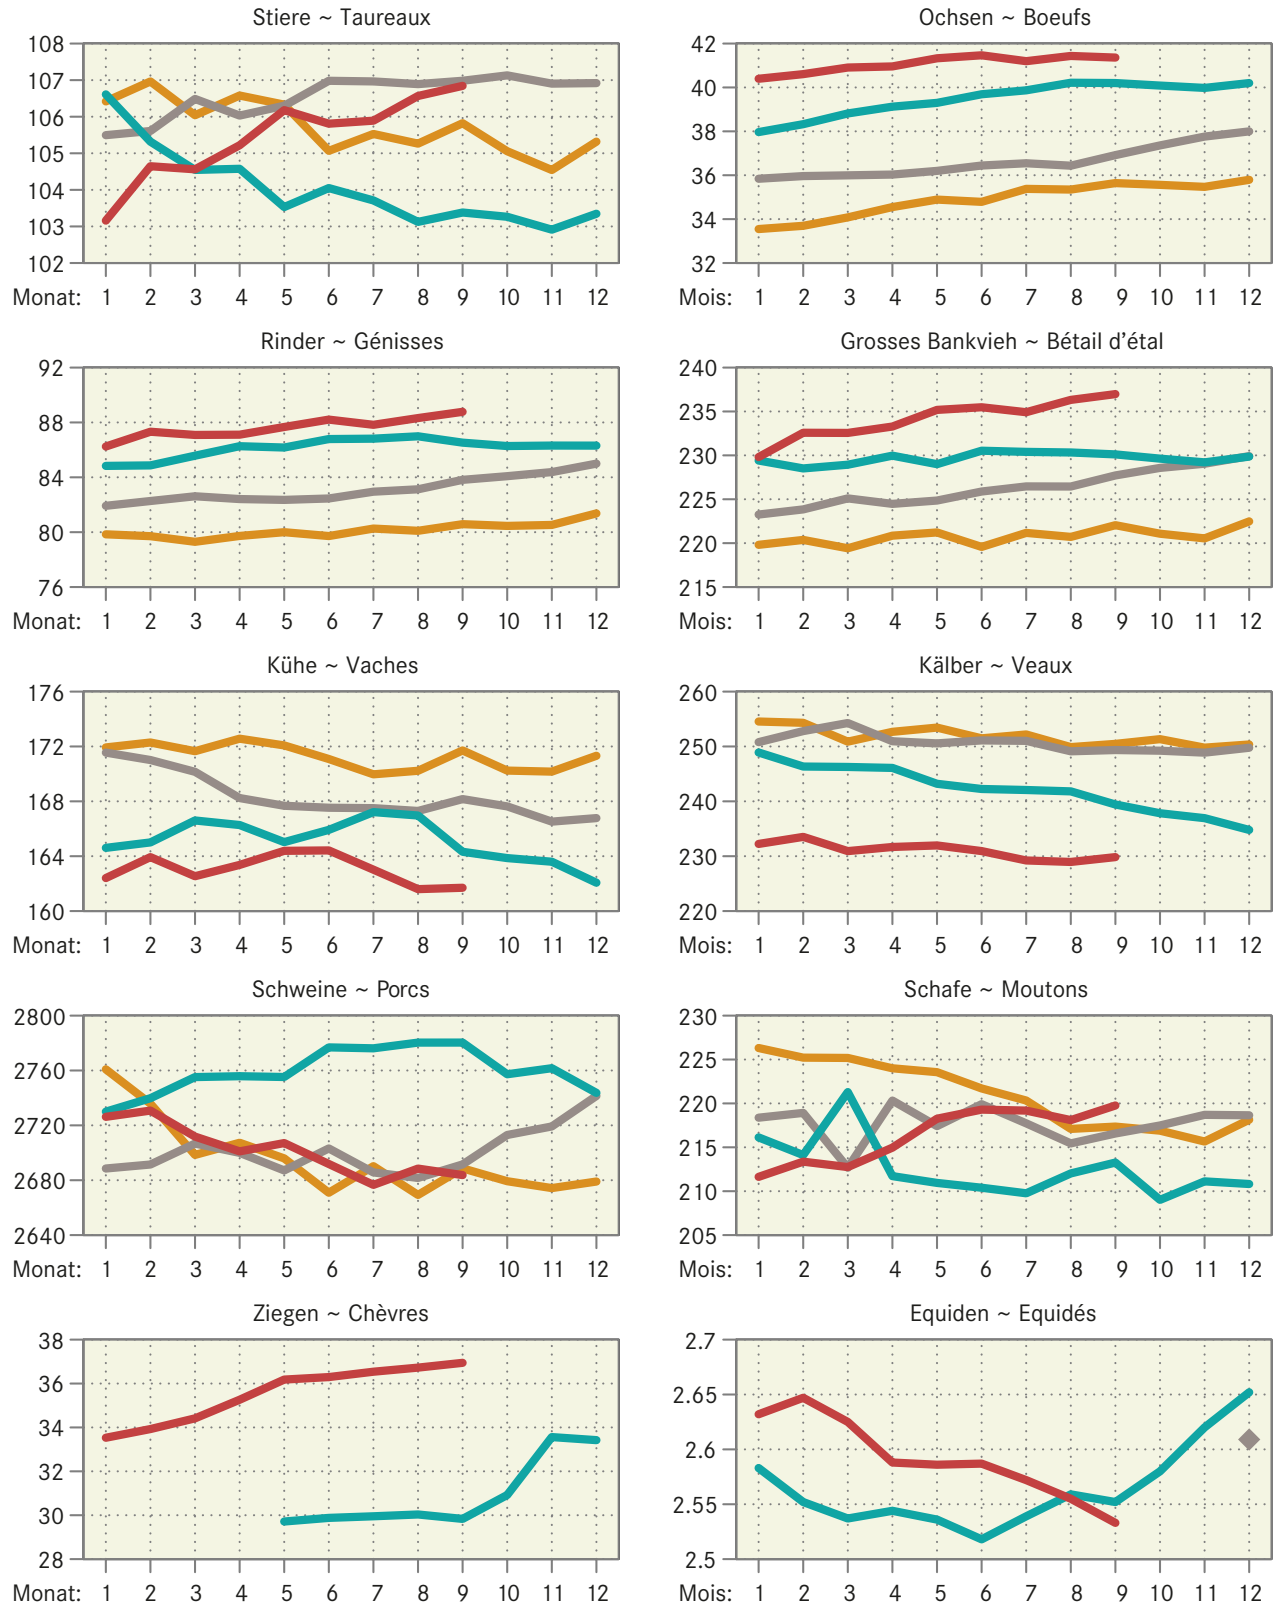 Stiere ~ Taureaux
108
107
106
105
104
103
102
Monat: 1 2 3 4 5 6 7 8 9 10 11 12
Ochsen ~ Boeufs
42
40
38
36
34
32
Mois: 1 2 3 4 5 6 7 8 9 10 11 12
Rinder ~ Génisses
92
88
84
80
76
Monat: 1 2 3 4 5 6 7 8 9 10 11 12
Grosses Bankvieh ~ Bétail d'étal
240
235
230
225
220
215
Mois: 1 2 3 4 5 6 7 8 9 10 11 12
Kühe ~ Vaches
176
172
168
164
160
Monat: 1 2 3 4 5 6 7 8 9 10 11 12
Kälber ~ Veaux
260
250
240
230
220
Mois: 1 2 3 4 5 6 7 8 9 10 11 12
Schweine ~ Porcs
2800
2760
2720
2680
2640
Monat: 1 2 3 4 5 6 7 8 9 10 11 12
Schafe ~ Moutons
230
225
220
215
210
205
Mois: 1 2 3 4 5 6 7 8 9 10 11 12
Ziegen ~ Chèvres
38
36
34
32
30
28
Monat: 1 2 3 4 5 6 7 8 9 10 11 12
Equiden ~ Equidés
2.7
2.65
2.6
2.55
2.5
Mois: 1 2 3 4 5 6 7 8 9 10 11 12